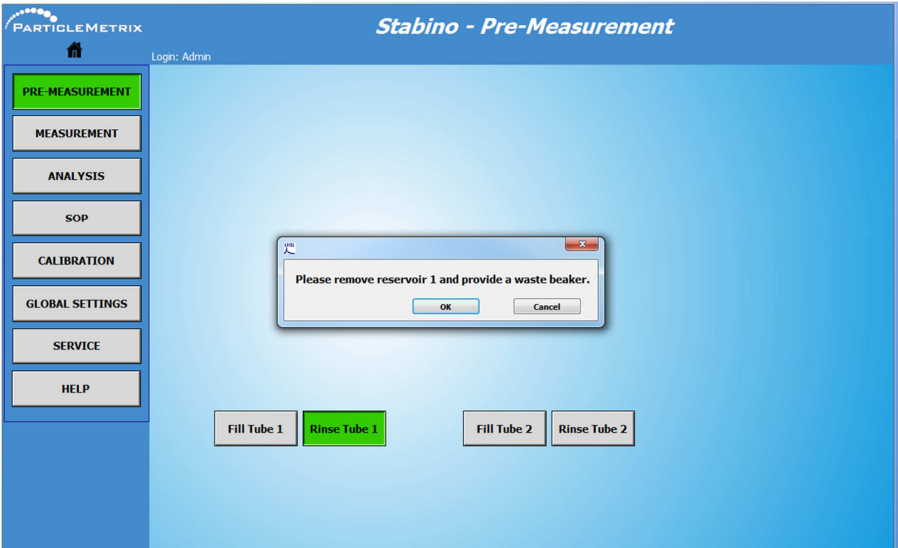 PARTICLEMETRIX
Stabino - Pre-Measurement
Login: Admin
PRE-MEASUREMENT
MEASUREMENT
ANALYSIS
SOP
CALIBRATION
GLOBAL SETTINGS
SERVICE
HELP
Please remove reservoir 1 and provide a waste beaker.
OK Cancel
Fill Tube 1 Rinse Tube 1 Fill Tube 2 Rinse Tube 2